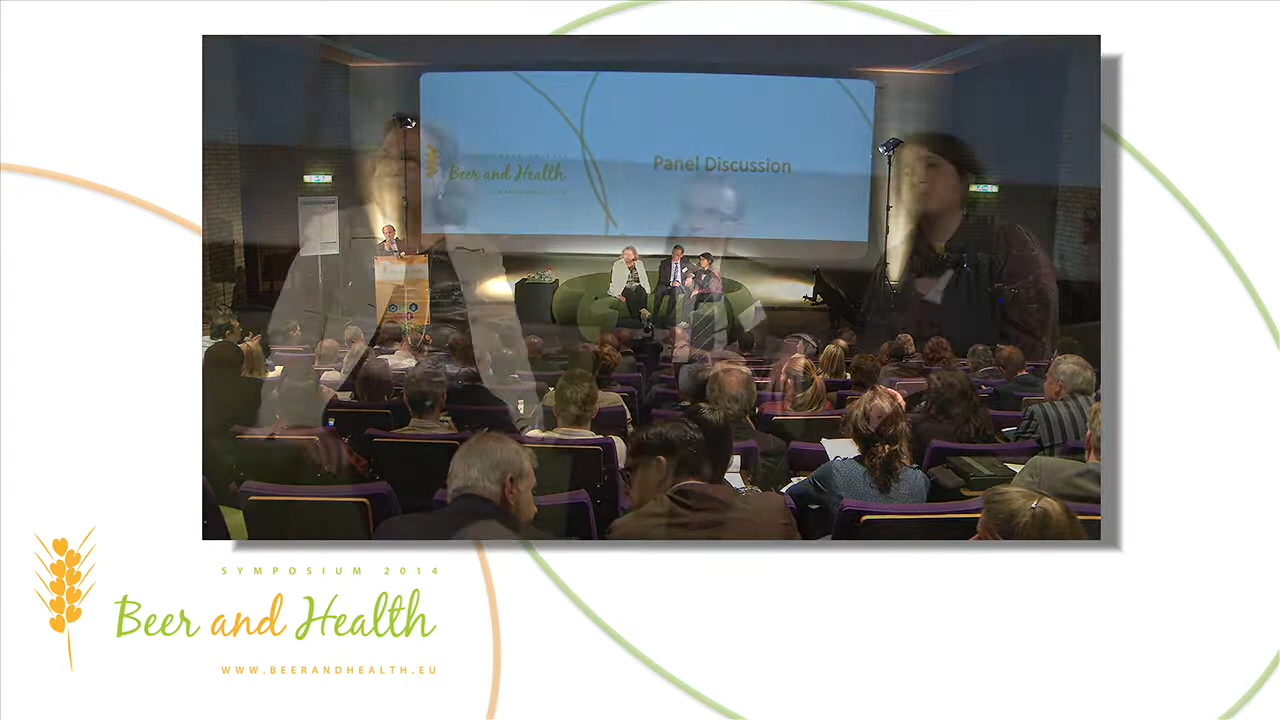 Panel Discussion
Beer and Health
SYMPOSIUM 2014
Beer and Health
WWW.BEERANDHEALTH.EU